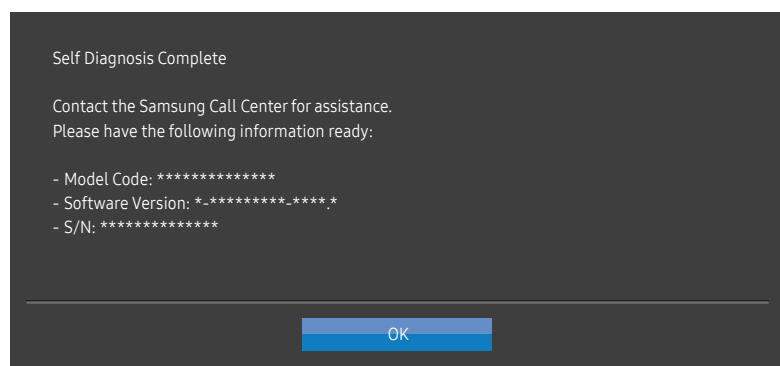 Self Diagnosis Complete
Contact the Samsung Call Center for assistance.
Please have the following information ready:
- Model Code: **************
- Software Version: *-*********-****.*
- S/N: **************
OK